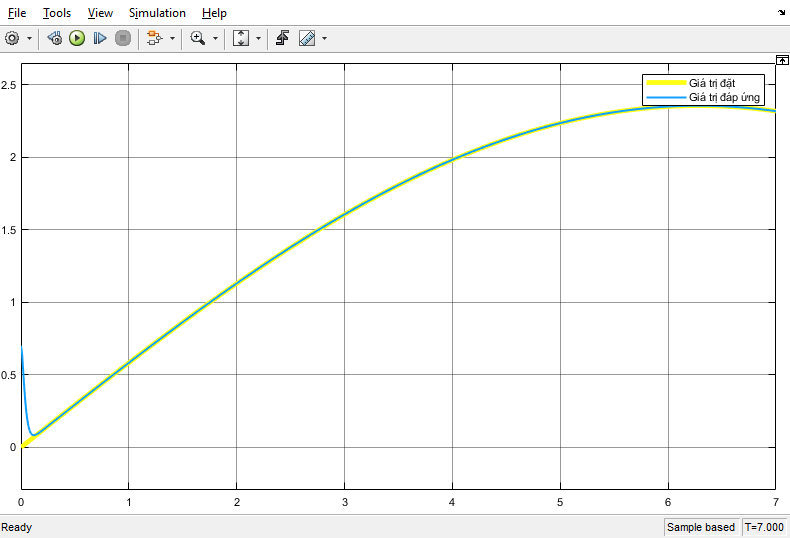 File Tools View Simulation Help
Giá trị đặt
Giá trị đáp ứng
2.5
2
1.5
1
0.5
0
0 1 2 3 4 5 6 7
Ready Sample based T=7.000